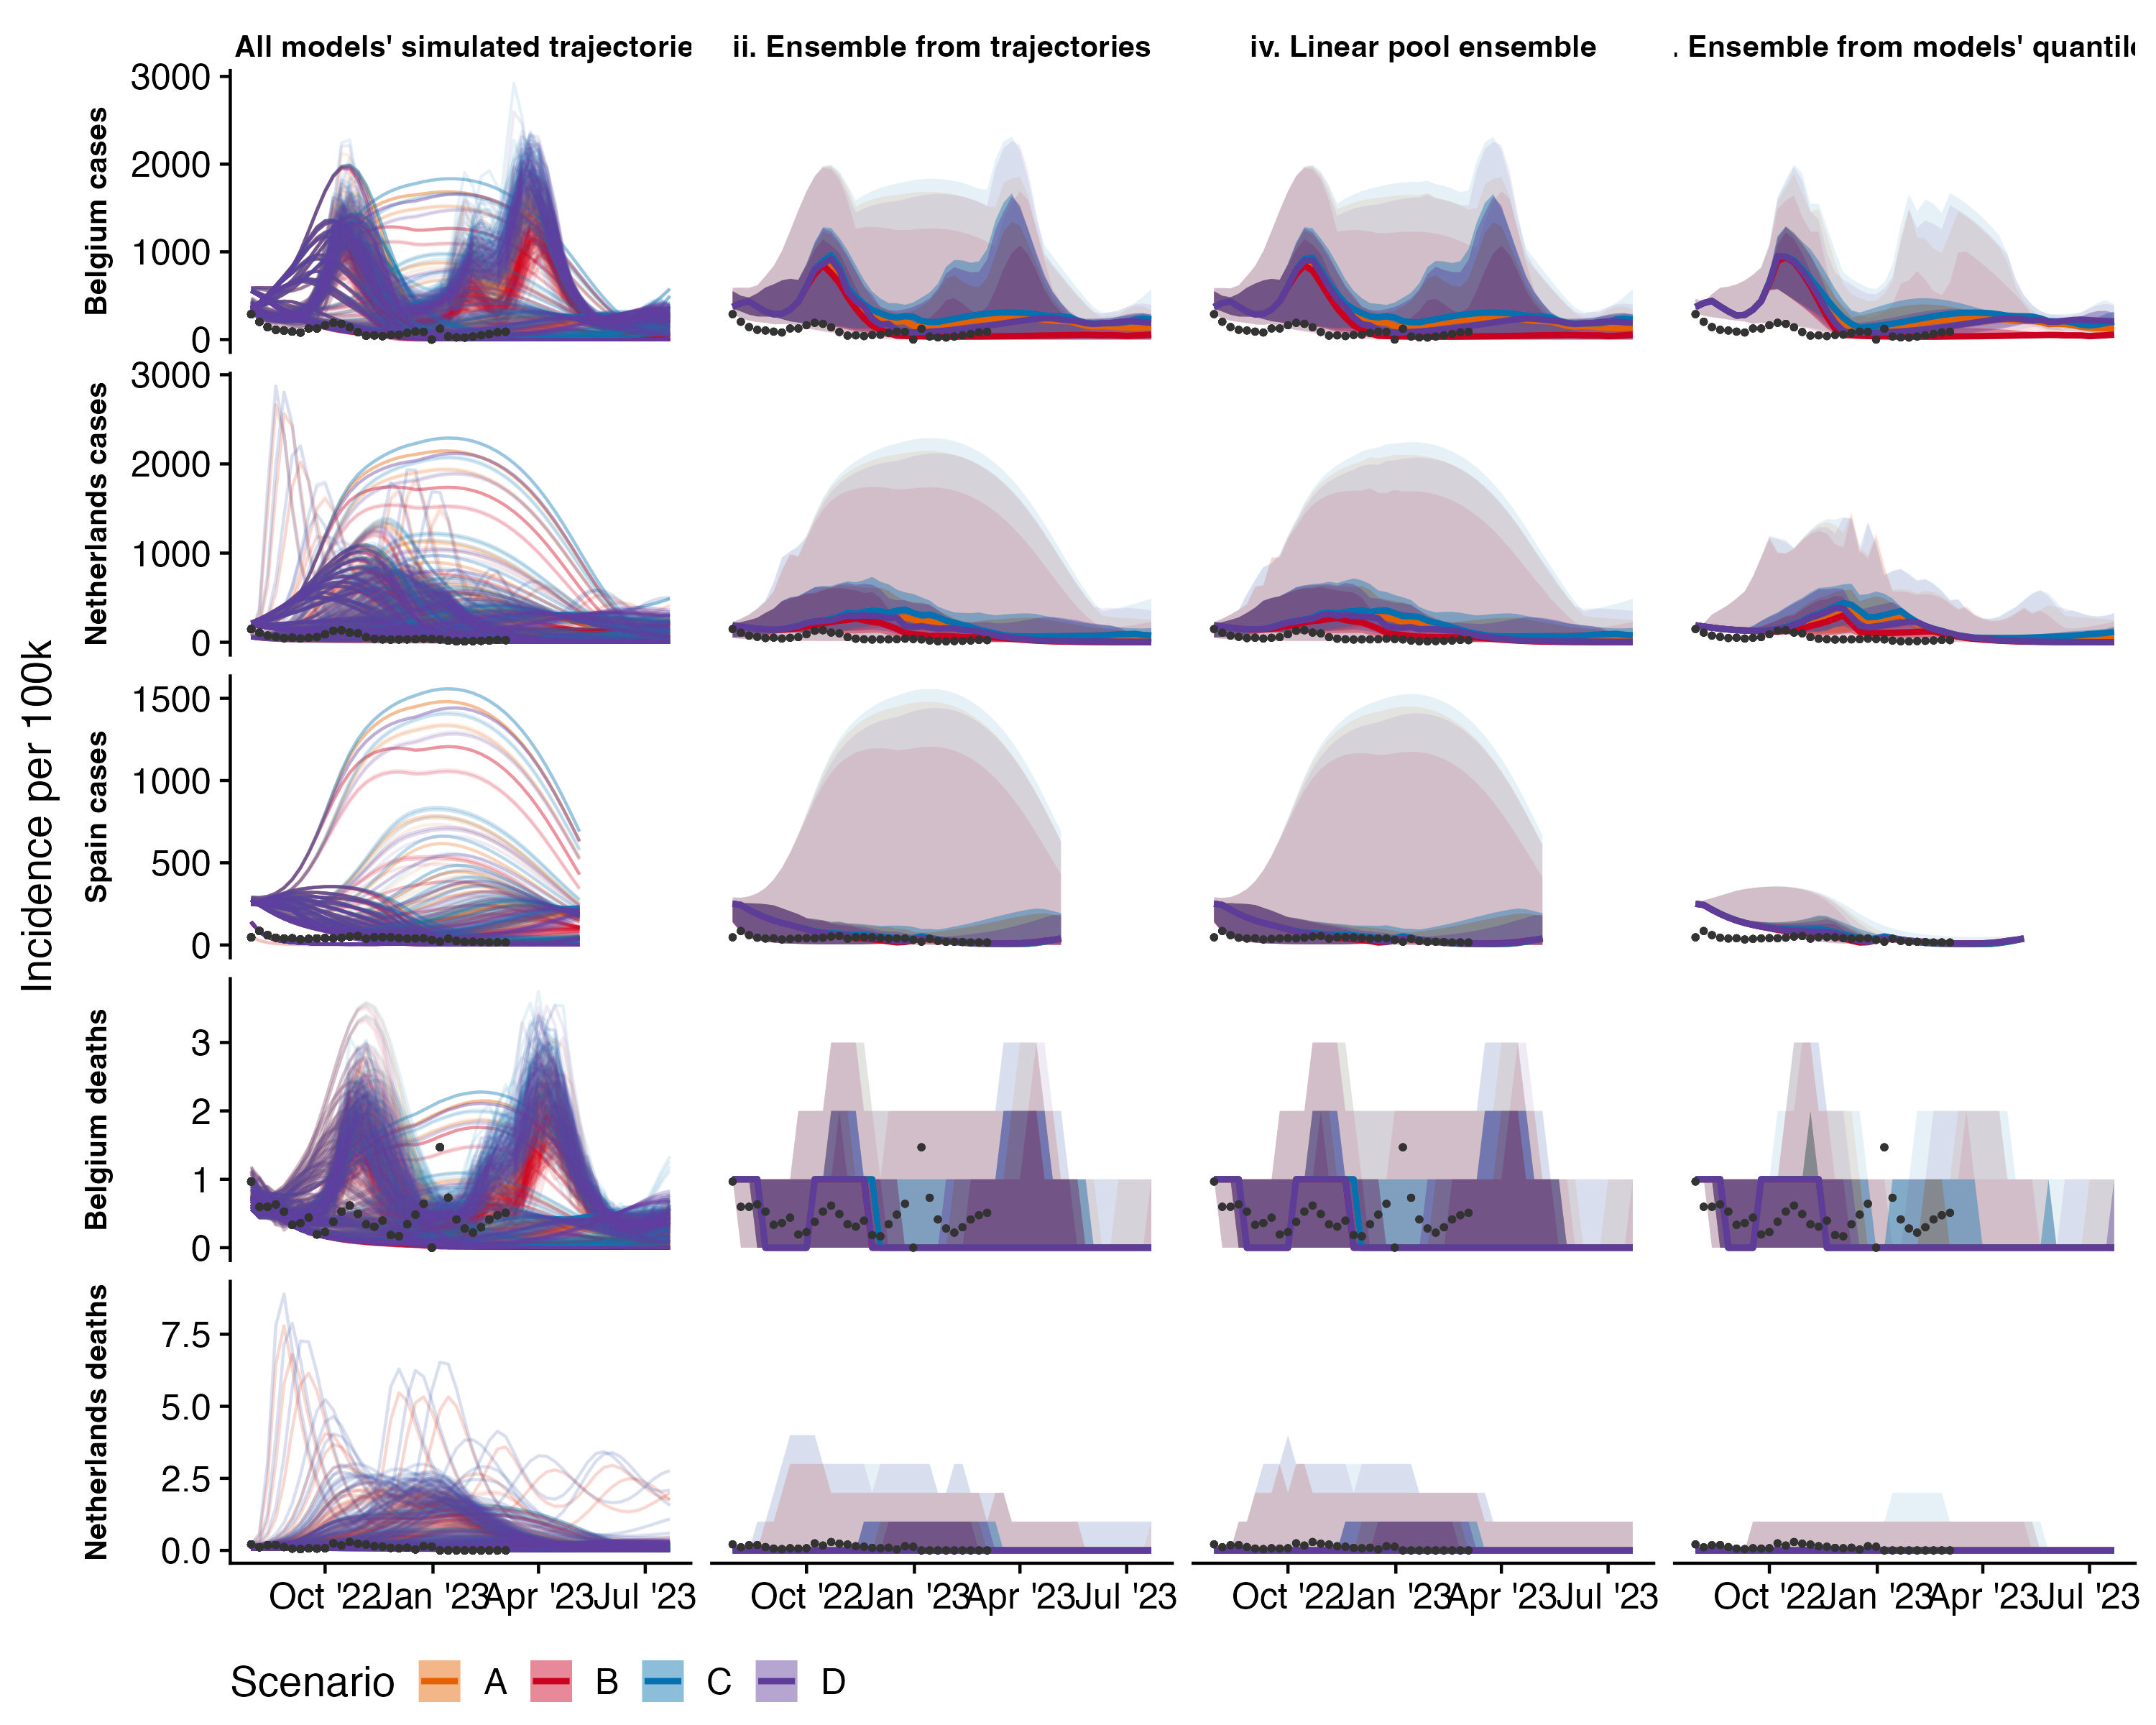 All models' simulated trajectorie
ii. Ensemble from trajectories
iv. Linear pool ensemble
. Ensemble from models' quantile
Incidence per 100k
Belgium cases
3000
2000
1000
0
Netherlands cases
3000
2000
1000
0
Spain cases
1500
1000
500
0
Belgium deaths
3
2
1
0
Netherlands deaths
7.5
5.0
2.5
0.0
Oct '22 Jan '23 Apr '23 Jul '23
Oct '22 Jan '23 Apr '23 Jul '23
Oct '22 Jan '23 Apr '23 Jul '23
Oct '22 Jan '23 Apr '23 Jul '23
Scenario A B C D